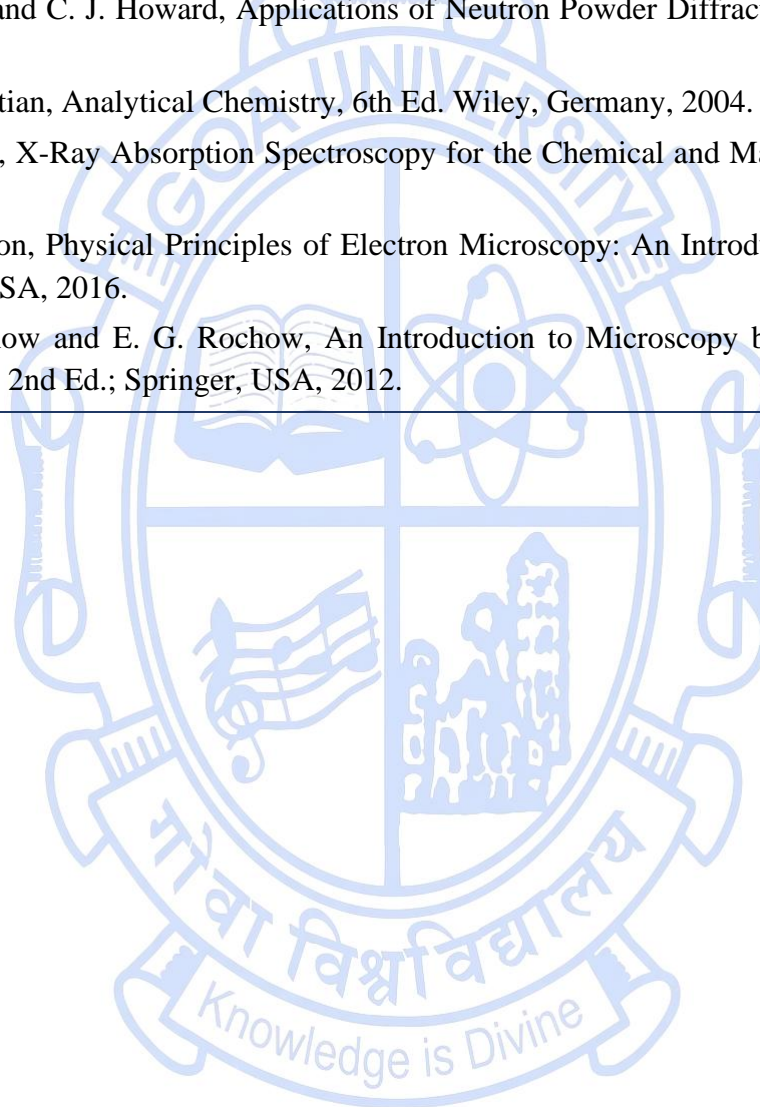 and C. J. Howard, Applications of Neutron Powder Diffrac
tian, Analytical Chemistry, 6th Ed. Wiley, Germany, 2004.
, X-Ray Absorption Spectroscopy for the Chemical and Ma
on, Physical Principles of Electron Microscopy: An Introdu
SA, 2016.
how and E. G. Rochow, An Introduction to Microscopy b
2nd Ed.; Springer, USA, 2012.
GOA UNIVERSITY
गोंवा विश्वविद्यालय
Knowledge is Divine